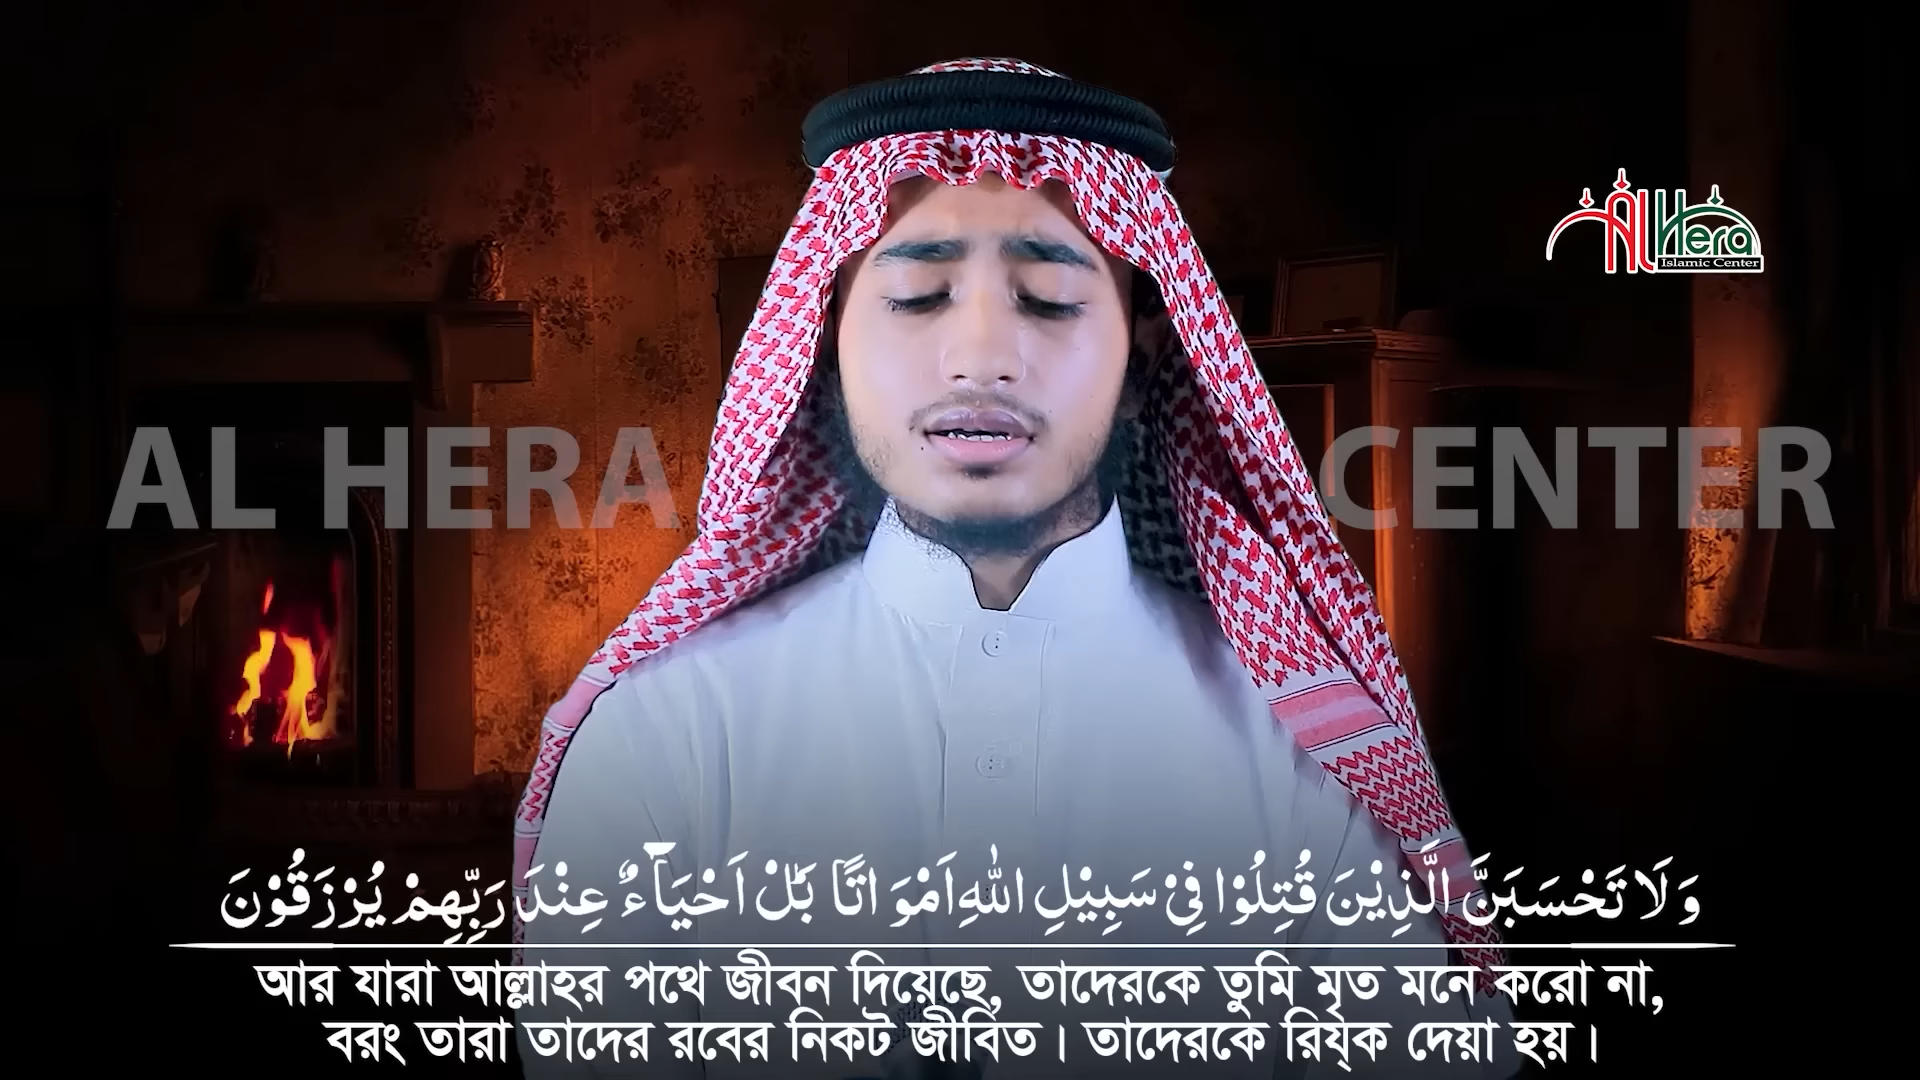 AL Hera
Islamic Center
AL HERA CENTER
وَلَا تَحْسَبَنَّ الَّذِيْنَ قُتِلُوْا فِيْ سَبِيْلِ اللّٰهِ اَمْوَاتًا بَلْ اَحْيَآءٌ عِنْدَ رَبِّهِمْ يُرْزَقُوْنَ
আর যারা আল্লাহর পথে জীবন দিয়েছে, তাদেরকে তুমি মৃত মনে করো না,
বরং তারা তাদের রবের নিকট জীবিত। তাদেরকে রিয্ক দেয়া হয়।